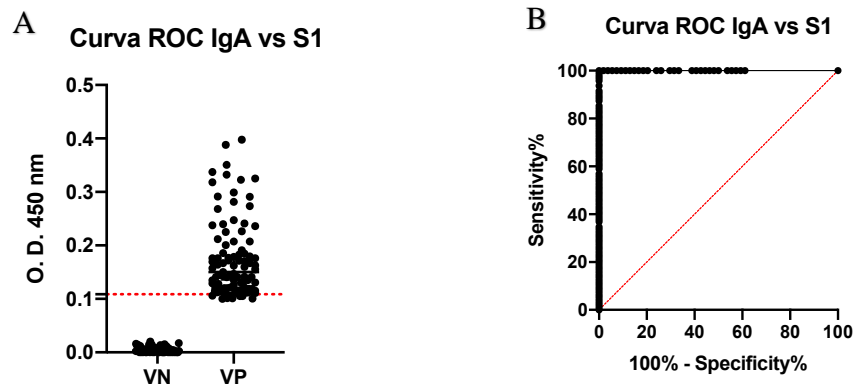 A
Curva ROC IgA vs S1
O. D. 450 nm
0.5
0.4
0.3
0.2
0.1
0.0
VN VP
B
Curva ROC IgA vs S1
Sensitivity%
100
80
60
40
20
0
0 20 40 60 80 100
100% - Specificity%